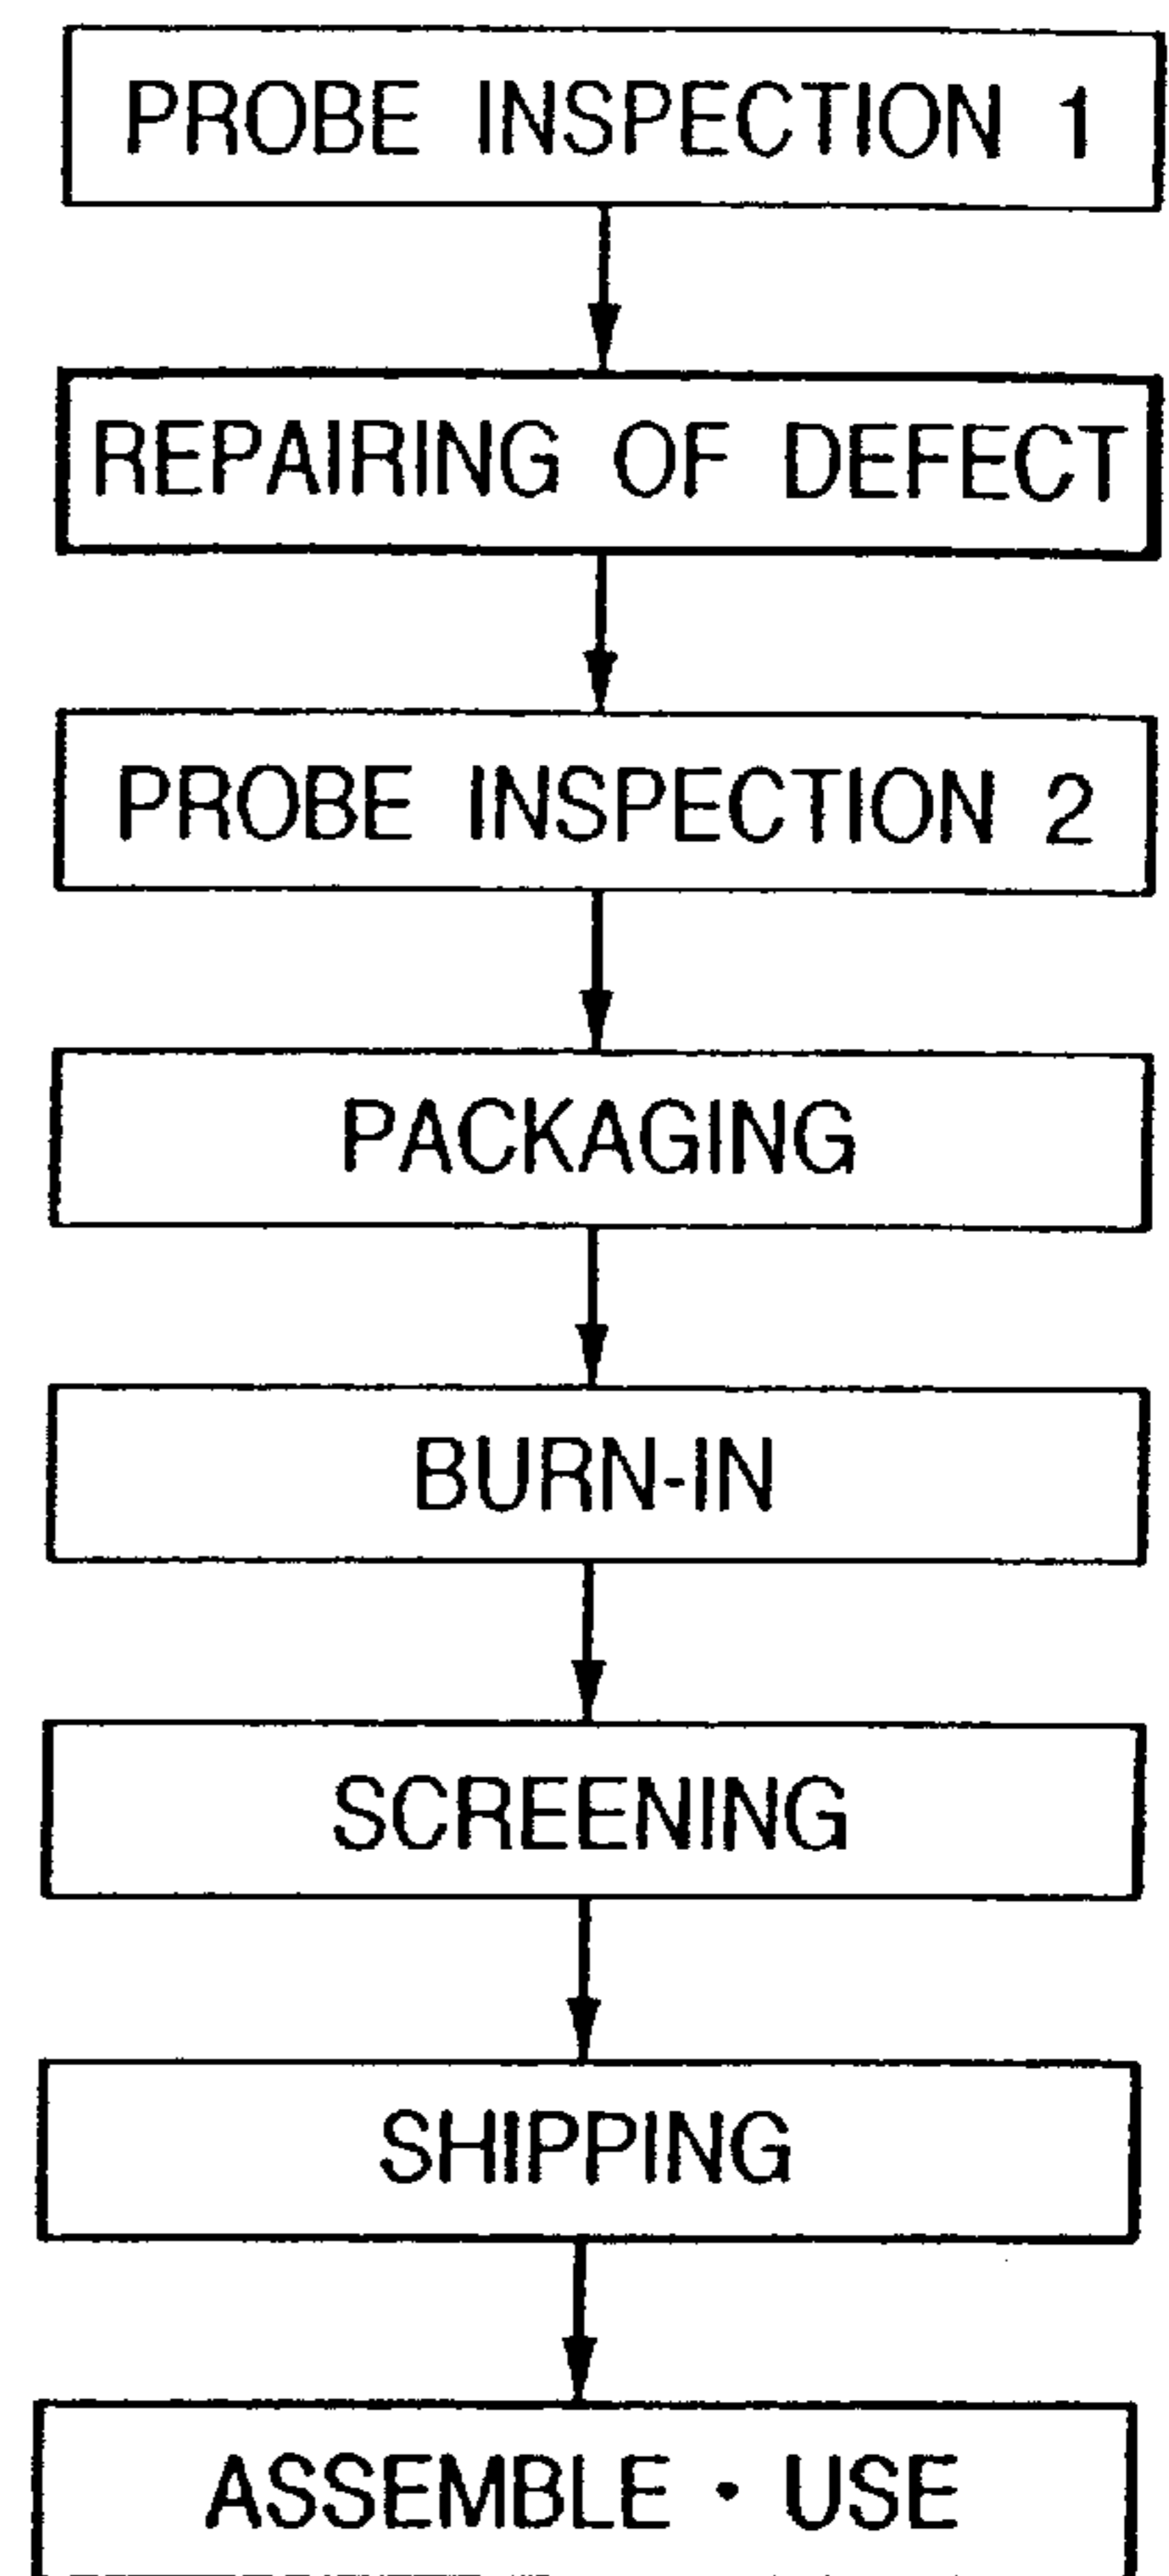 PROBE INSPECTION 1
REPAIRING OF DEFECT
PROBE INSPECTION 2
PACKAGING
BURN-IN
SCREENING
SHIPPING
ASSEMBLE・USE